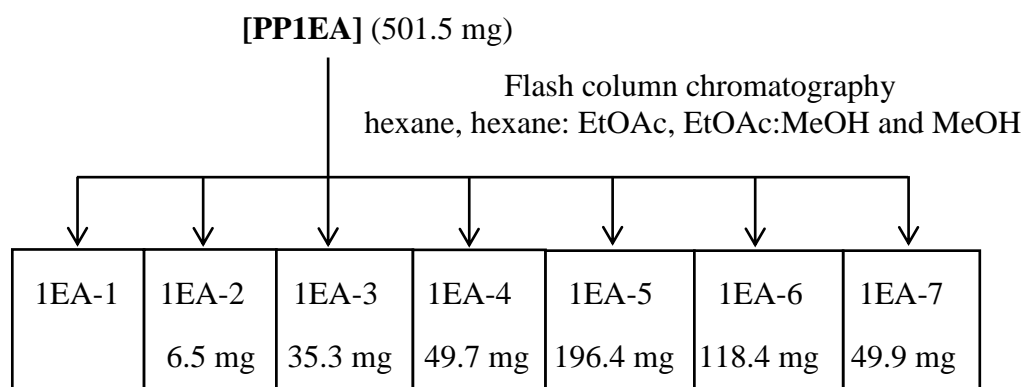 [PP1EA] (501.5 mg)
Flash column chromatography
hexane, hexane: EtOAc, EtOAc:MeOH and MeOH
1EA-1 1EA-2 1EA-3 1EA-4 1EA-5 1EA-6 1EA-7
6.5 mg 35.3 mg 49.7 mg 196.4 mg 118.4 mg 49.9 mg